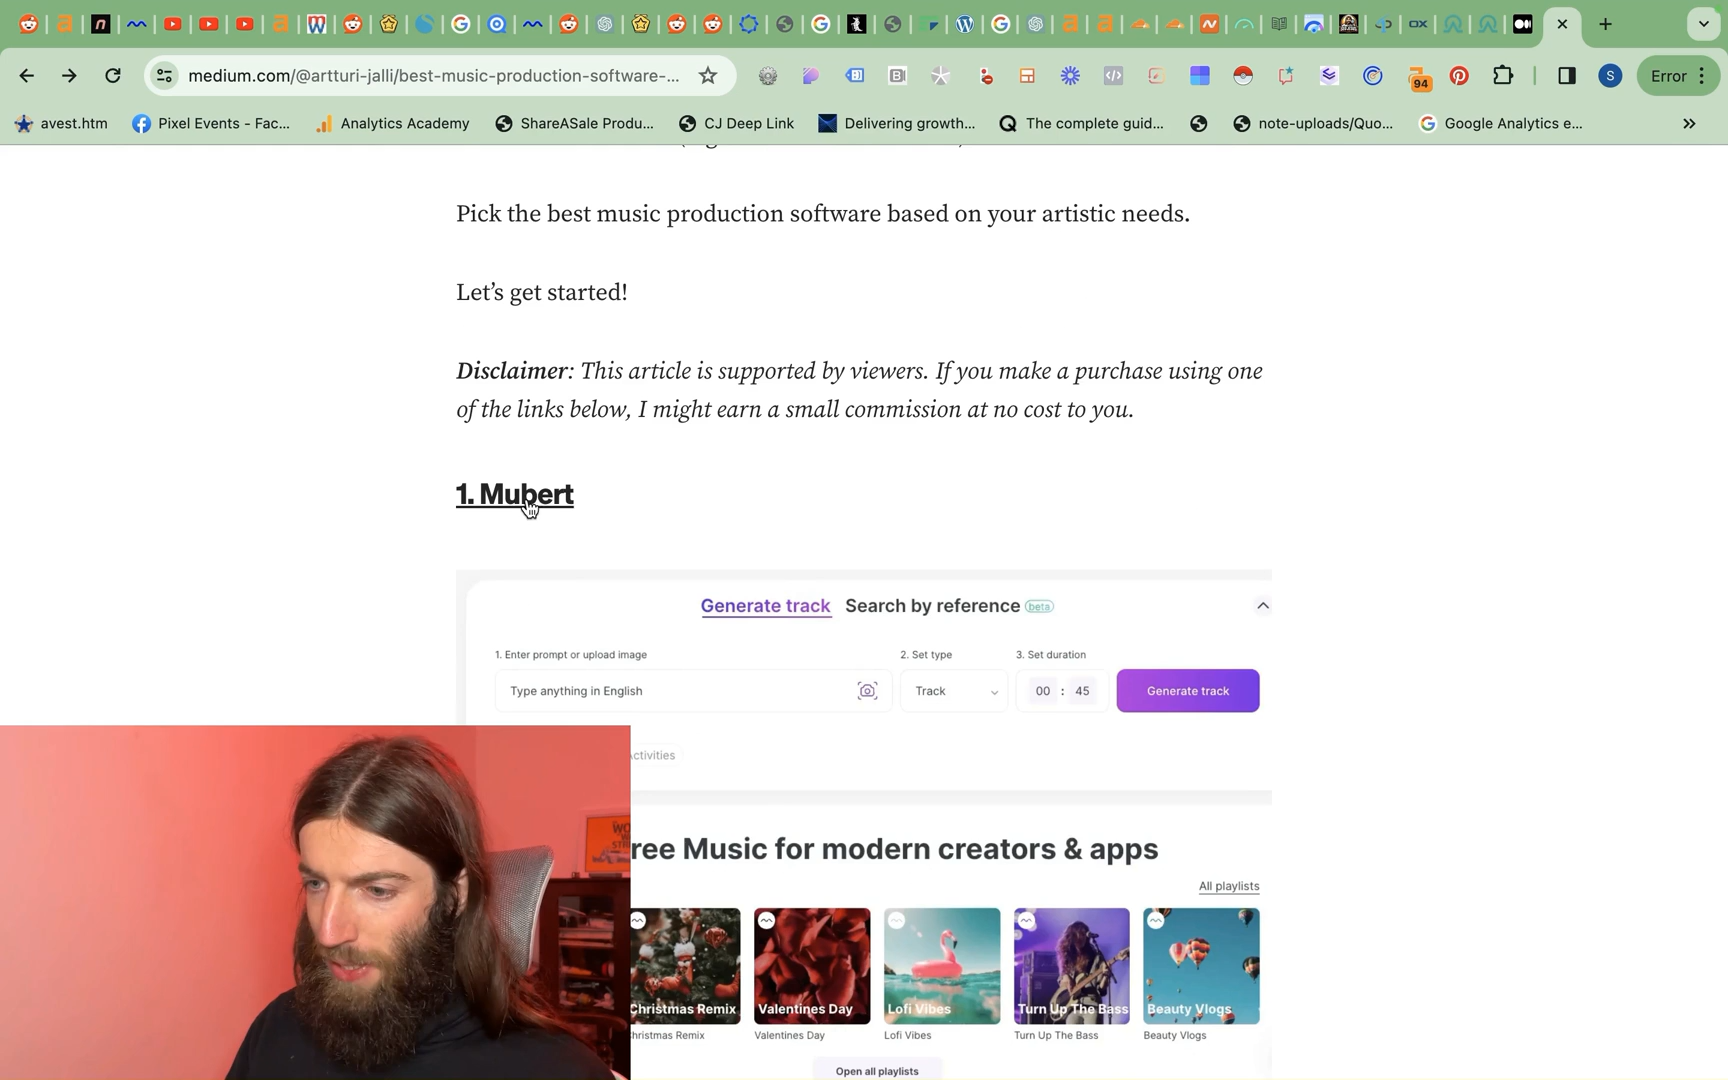 medium.com/@artturi-jalli/best-music-production-software-...
94
S
Error
avest.htm
Pixel Events - Fac...
Analytics Academy
ShareASale Produ...
CJ Deep Link
Delivering growth...
The complete guid...
note-uploads/Quo...
Google Analytics e...
Pick the best music production software based on your artistic needs.
Let’s get started!
Disclaimer: This article is supported by viewers. If you make a purchase using one
of the links below, I might earn a small commission at no cost to you.
1. Mubert
Generate track
Search by reference beta
1. Enter prompt or upload image
2. Set type
3. Set duration
Type anything in English
Track
00 : 45
Generate track
ctivities
ree Music for modern creators & apps
All playlists
Christmas Remix
Valentines Day
Lofi Vibes
Turn Up The Bass
Beauty Vlogs
hristmas Remix
Valentines Day
Lofi Vibes
Turn Up The Bass
Beauty Vlogs
Open all playlists